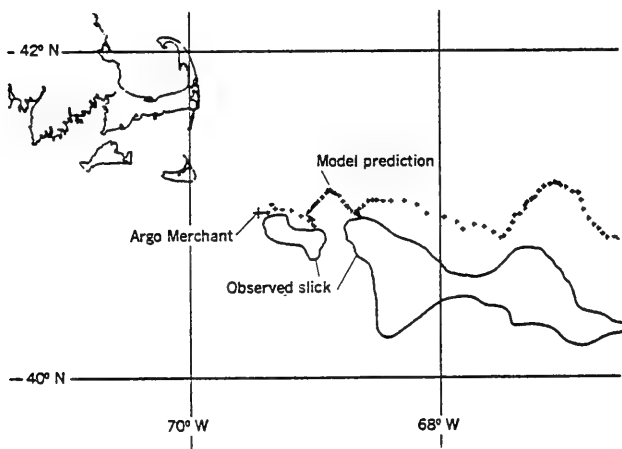 42° N
Model prediction
Argo Merchant
Observed slick
40° N
70° W
68° W